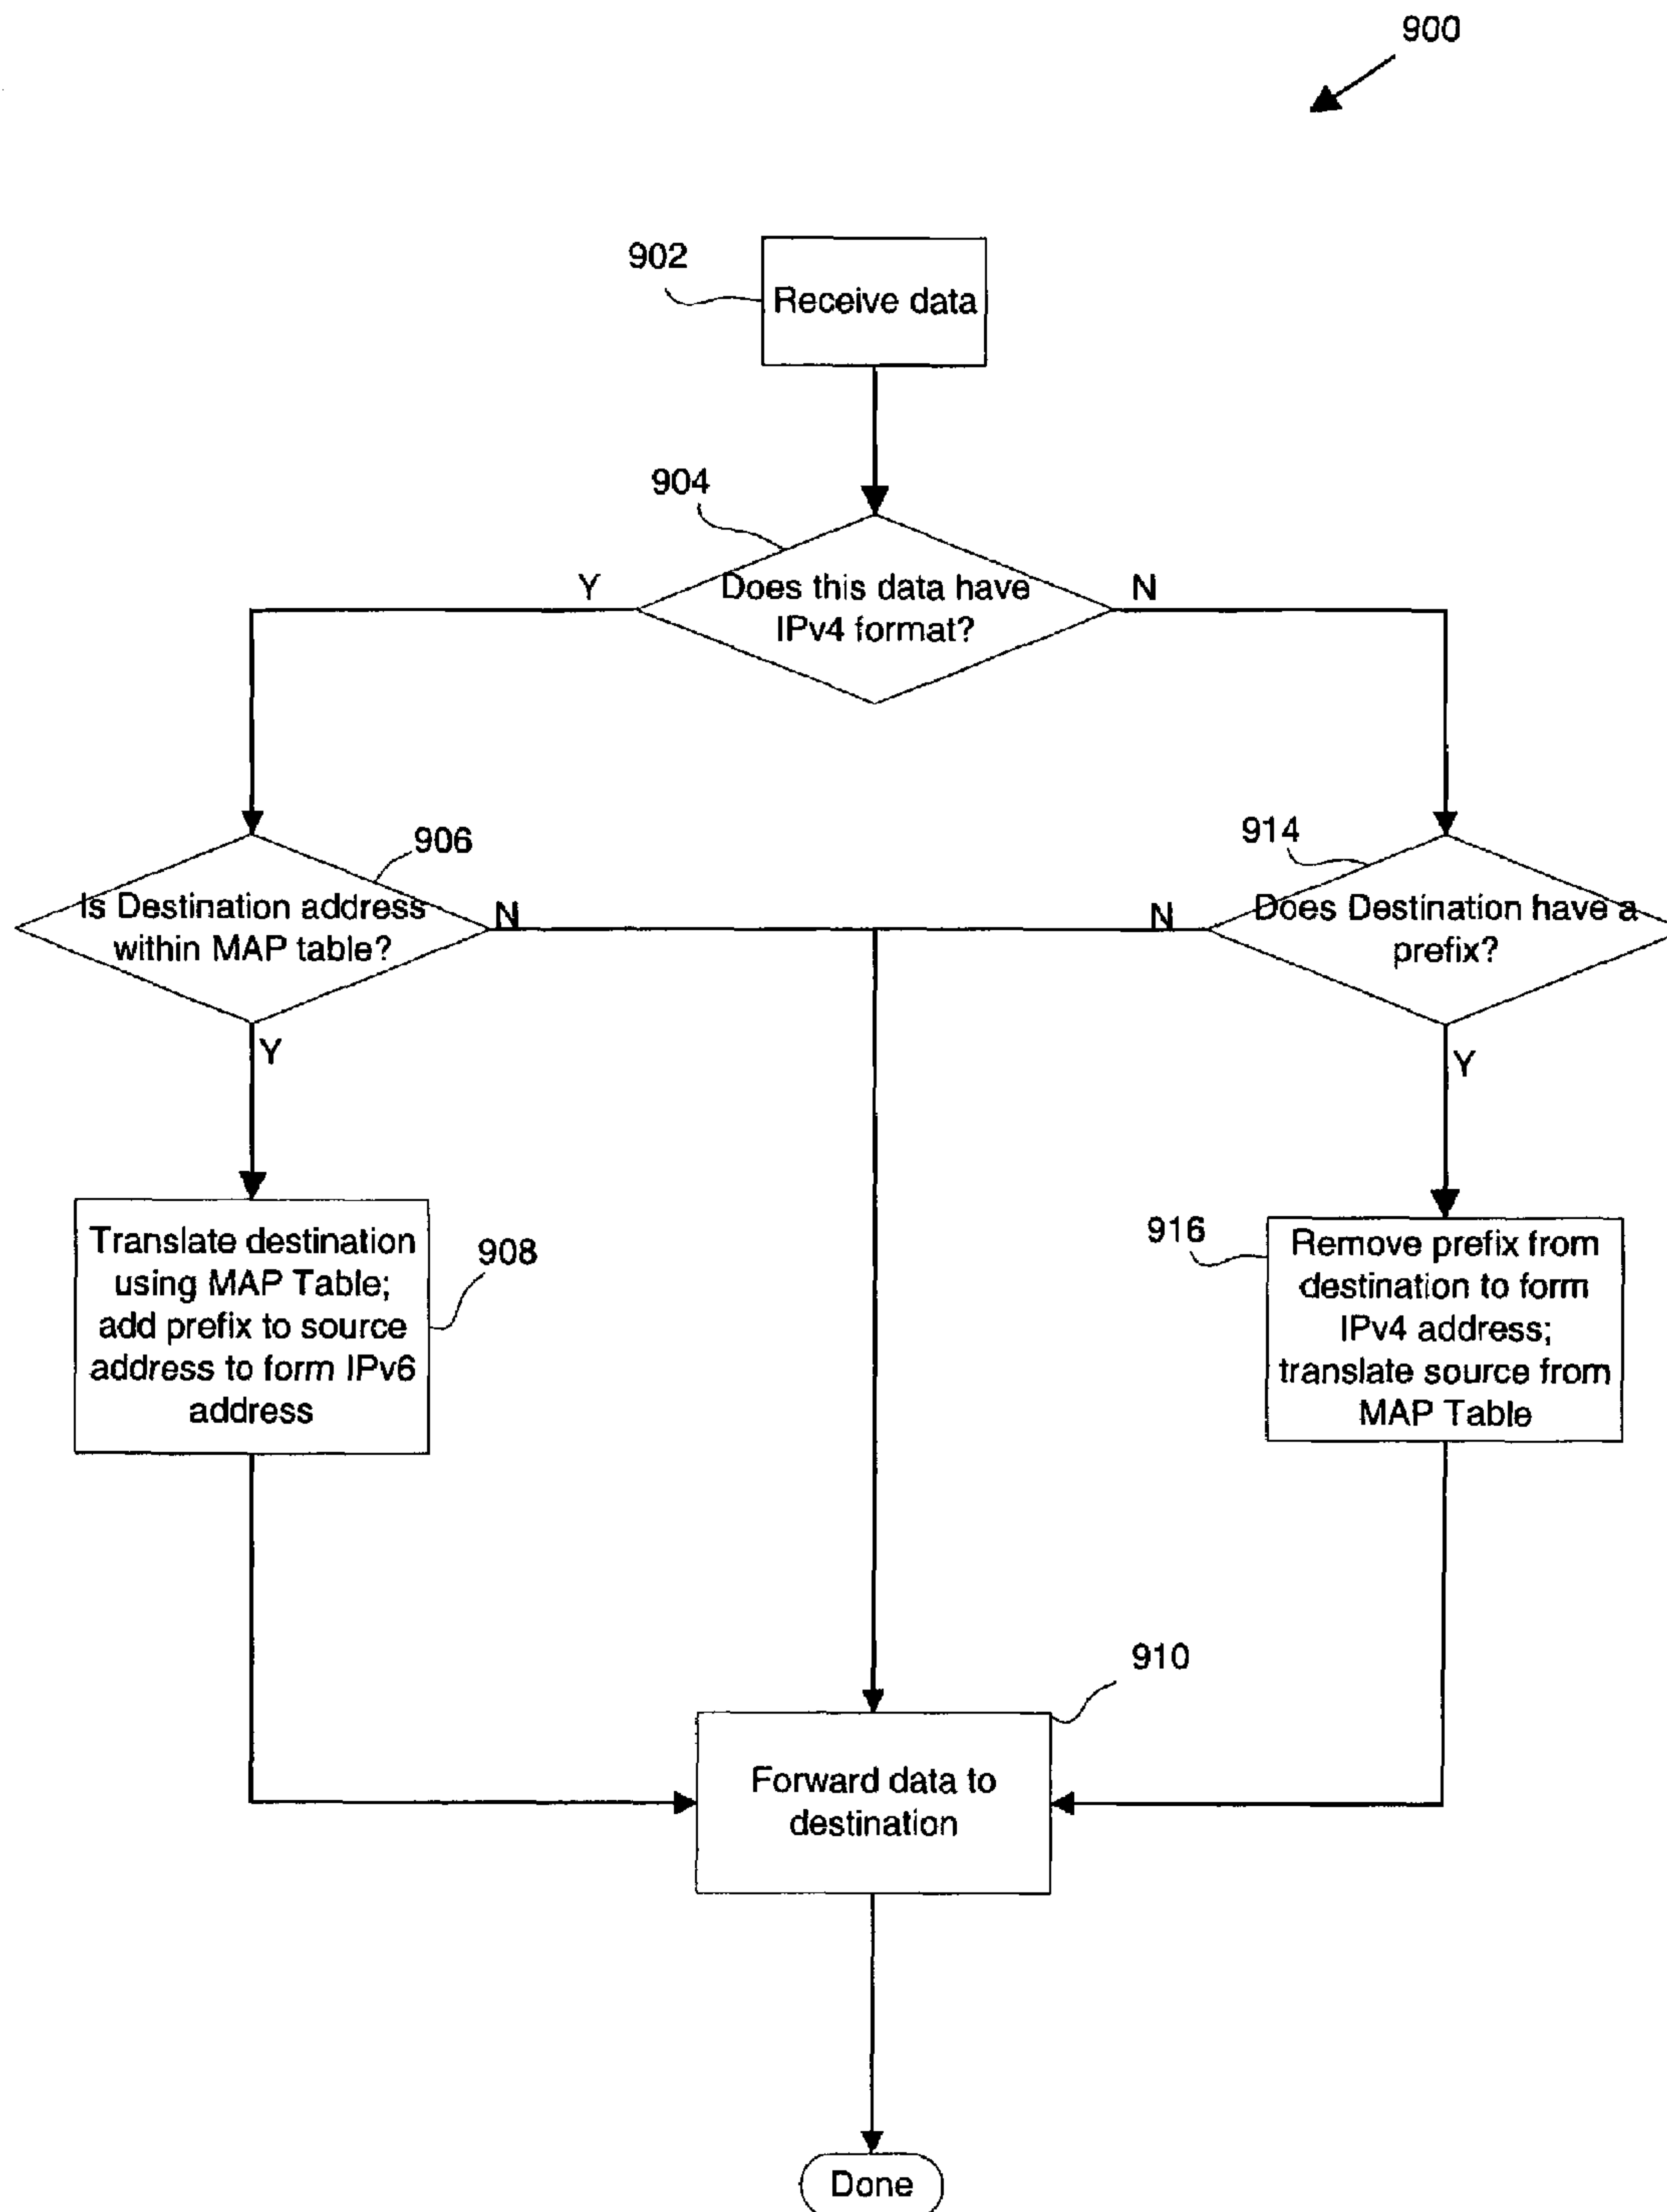 900
902
Receive data
904
Y
Does this data have
IPv4 format?
N
906
Is Destination address
within MAP table?
N
914
N
Does Destination have a
prefix?
Y
Y
Translate destination
using MAP Table;
add prefix to source
address to form IPv6
address
908
916
Remove prefix from
destination to form
IPv4 address;
translate source from
MAP Table
910
Forward data to
destination
Done